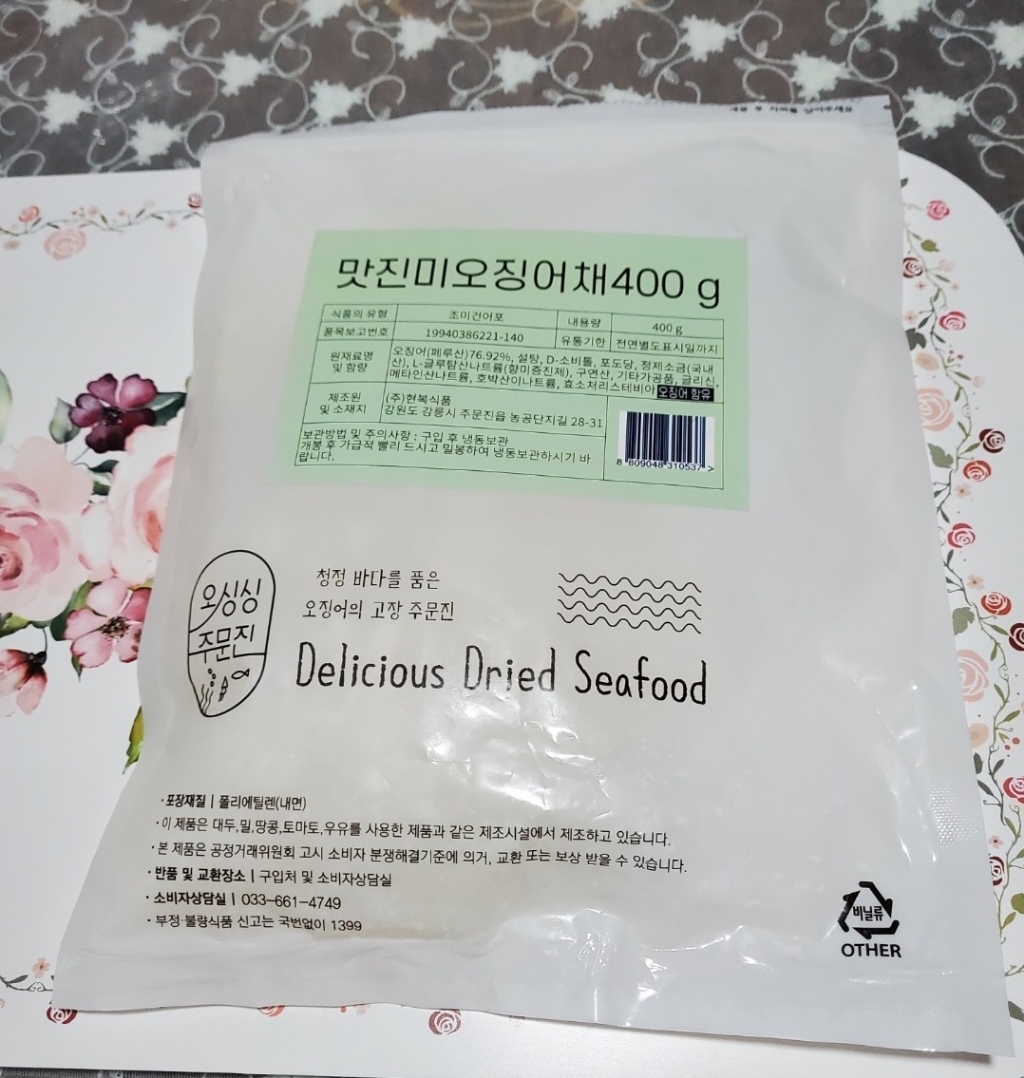 개봉 후 지퍼를 닫아주세요
맛진미오징어채400 g
식품의 유형 조미건어포 내용량 400 g
품목보고번호 19940386221-140 유통기한 전면별도표시일까지
원재료명 및 함량
오징어(페루산)76.92%, 설탕, D-소비톨, 포도당, 정제소금(국내
산), L-글루탐산나트륨(향미증진제), 구연산, 기타가공품, 글리신,
메타인산나트륨, 호박산이나트륨, 효소처리스테비아 오징어 함유
제조원 및 소재지
(주)현복식품
강원도 강릉시 주문진읍 농공단지길 28-31
보관방법 및 주의사항 : 구입 후 냉동보관
개봉 후 가급적 빨리 드시고 밀봉하여 냉동보관하시기 바
랍니다.
8 809048 310537 >
오싱싱
주문진
청정 바다를 품은
오징어의 고장 주문진
Delicious Dried Seafood
·포장재질 | 폴리에틸렌(내면)
·이 제품은 대두,밀,땅콩,토마토,우유를 사용한 제품과 같은 제조시설에서 제조하고 있습니다.
·본 제품은 공정거래위원회 고시 소비자 분쟁해결기준에 의거, 교환 또는 보상 받을 수 있습니다.
·반품 및 교환장소 | 구입처 및 소비자상담실
·소비자상담실 | 033-661-4749
·부정·불량식품 신고는 국번없이 1399
비닐류
OTHER